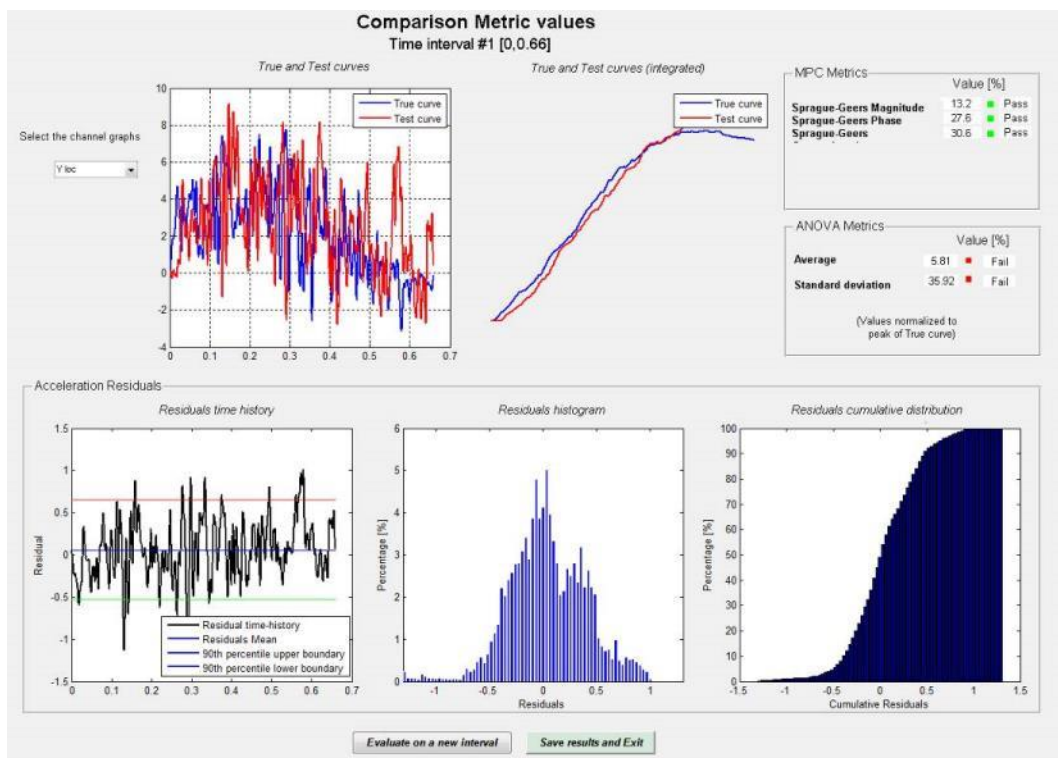 Comparison Metric values
Time interval #1 [0,0.66]
Select the channel graphs
Y loc
True and Test curves
True curve
Test curve
10
8
6
4
2
0
-2
-4
0 0.1 0.2 0.3 0.4 0.5 0.6 0.7
True and Test curves (integrated)
True curve
Test curve
MPC Metrics
Value [%]
Sprague-Geers Magnitude 13.2 Pass
Sprague-Geers Phase 27.6 Pass
Sprague-Geers 30.6 Pass
ANOVA Metrics
Value [%]
Average 5.81 Fail
Standard deviation 35.92 Fail
(Values normalized to
peak of True curve)
Acceleration Residuals
Residuals time history
Residual
1.5
1
0.5
0
-0.5
-1
-1.5
0 0.1 0.2 0.3 0.4 0.5 0.6 0.7
Residual time-history
Residuals Mean
90th percentile upper boundary
90th percentile lower boundary
Residuals histogram
Percentage [%]
6
5
4
3
2
1
0
-1 -0.5 0 0.5 1
Residuals
Residuals cumulative distribution
Percentage [%]
100
90
80
70
60
50
40
30
20
10
0
-1.5 -1 -0.5 0 0.5 1 1.5
Cumulative Residuals
Evaluate on a new interval
Save results and Exit